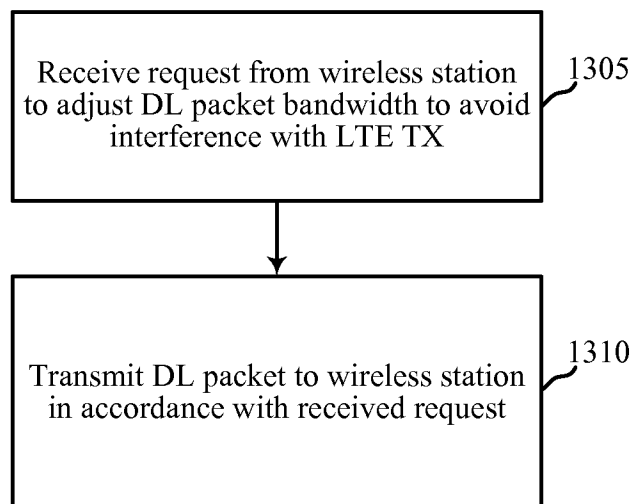 Receive request from wireless station
to adjust DL packet bandwidth to avoid
interference with LTE TX
1305
Transmit DL packet to wireless station
in accordance with received request
1310